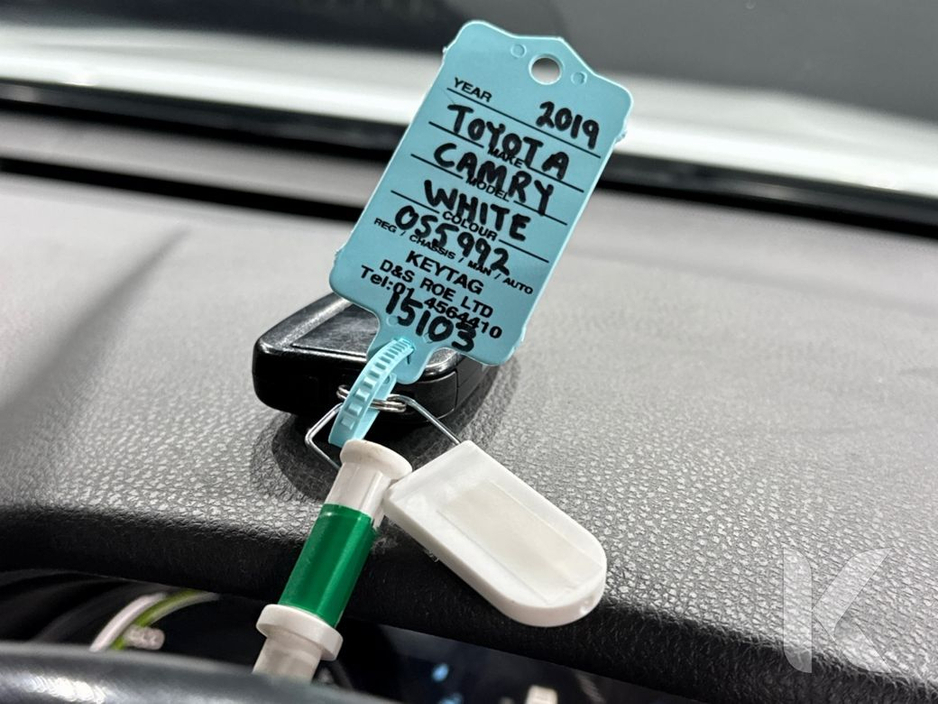 YEAR 2019
TOYOTA
MAKE
CAMRY
MODEL
WHITE
COLOUR
055992
REG / CHASSIS / MAN / AUTO
KEYTAG
D&S ROE LTD
Tel:01 4564410
15103
K